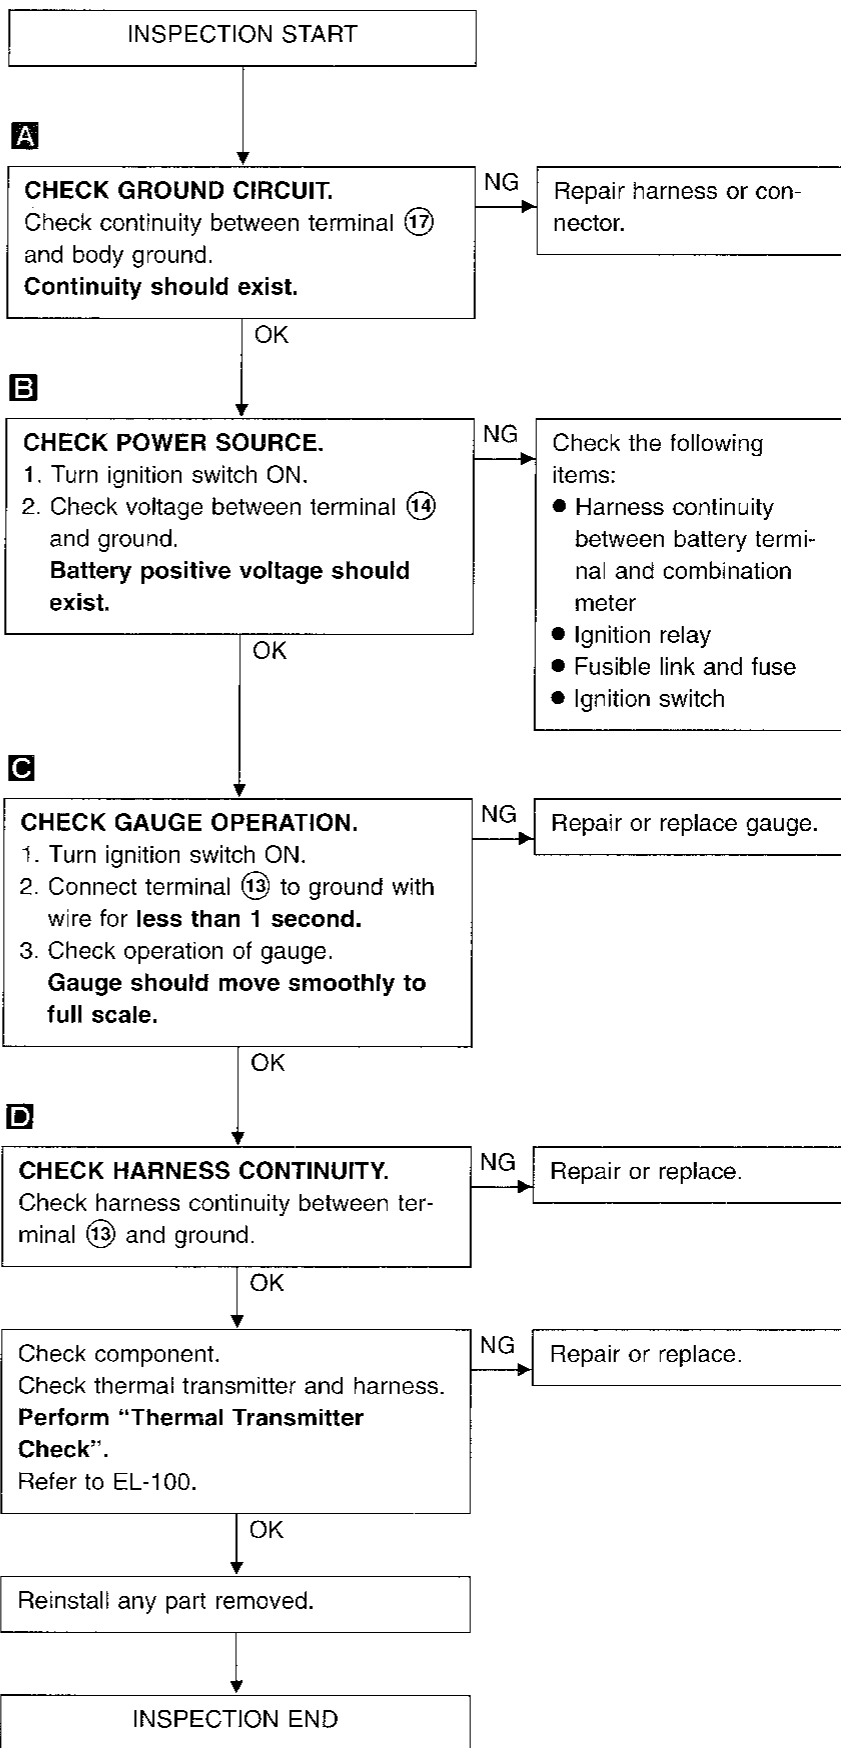 INSPECTION START
A
CHECK GROUND CIRCUIT.
Check continuity between terminal ⑰
and body ground.
Continuity should exist.
NG
Repair harness or con-
nector.
OK
B
CHECK POWER SOURCE.
1. Turn ignition switch ON.
2. Check voltage between terminal ⑭
and ground.
Battery positive voltage should
exist.
NG
Check the following
items:
● Harness continuity
between battery termi-
nal and combination
meter
● Ignition relay
● Fusible link and fuse
● Ignition switch
OK
C
CHECK GAUGE OPERATION.
1. Turn ignition switch ON.
2. Connect terminal ⑬ to ground with
wire for less than 1 second.
3. Check operation of gauge.
Gauge should move smoothly to
full scale.
NG
Repair or replace gauge.
OK
D
CHECK HARNESS CONTINUITY.
Check harness continuity between ter-
minal ⑬ and ground.
NG
Repair or replace.
OK
Check component.
Check thermal transmitter and harness.
Perform “Thermal Transmitter
Check”.
Refer to EL-100.
NG
Repair or replace.
OK
Reinstall any part removed.
INSPECTION END